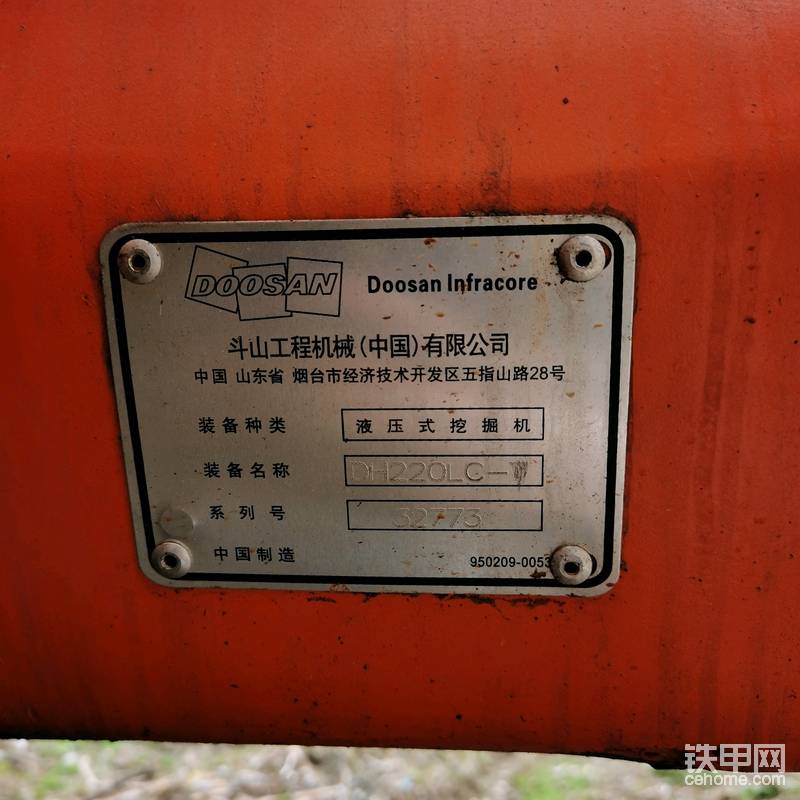 DOOSAN Doosan Infracore
斗山工程机械(中国)有限公司
中国 山东省 烟台市经济技术开发区五指山路28号
装备种类 液压式挖掘机
装备名称 DH220LC-
系列号 32773
中国制造 950209-0053
铁甲网
cehome.com